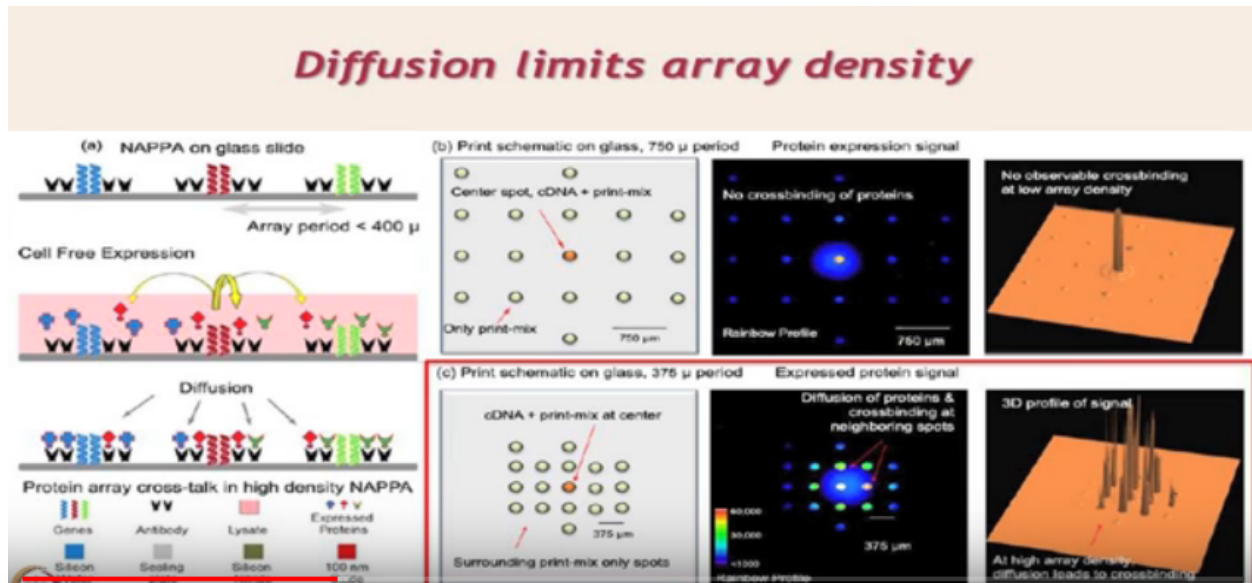 Diffusion limits array density
(a) NAPPA on glass slide
Array period < 400 µ
Cell Free Expression
Diffusion
Protein array cross-talk in high density NAPPA
Genes
Antibody
Lysate
Expressed
Proteins
Silicon
Sealing
Silicon
100 nm
(b) Print schematic on glass, 750 µ period
Protein expression signal
Center spot, cDNA + print-mix
Only print-mix
750 µm
No crossbinding of proteins
Rainbow Profile
750 µm
No observable crossbinding
at low array density
(c) Print schematic on glass, 375 µ period
Expressed protein signal
cDNA + print-mix at center
375 µm
Surrounding print-mix only spots
Diffusion of proteins &
crossbinding at
neighboring spots
60,000
30,000
<1000
375 µm
Rainbow Profile
3D profile of signal
At high array density,
diffusion leads to crossbinding